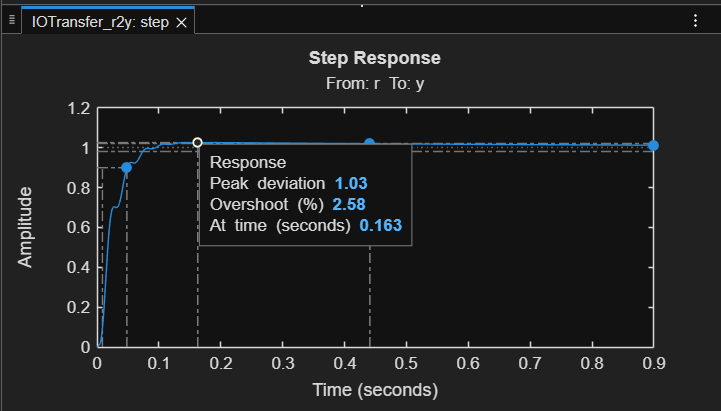 IOTransfer_r2y: step
Step Response
From: r To: y
Amplitude
1.2
1
0.8
0.6
0.4
0.2
0
Response
Peak deviation 1.03
Overshoot (%) 2.58
At time (seconds) 0.163
0 0.1 0.2 0.3 0.4 0.5 0.6 0.7 0.8 0.9
Time (seconds)